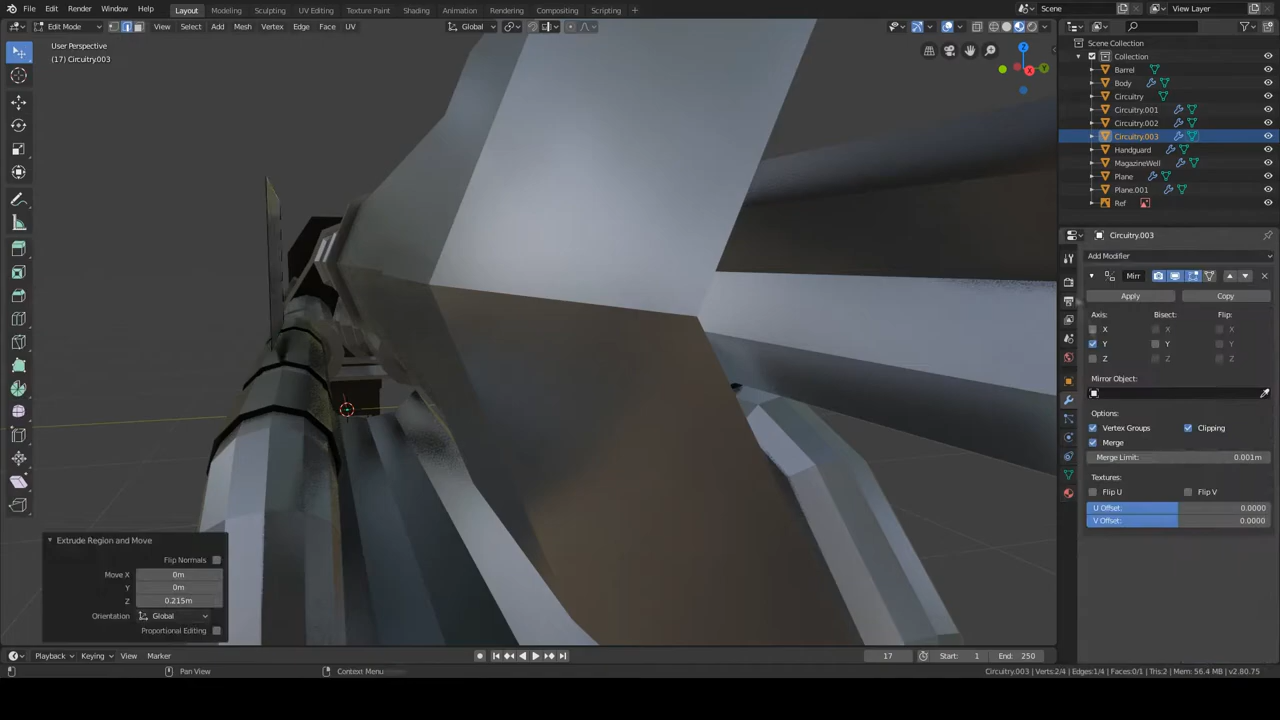 File Edit Render Window Help Layout Modeling Sculpting UV Editing Texture Paint Shading Animation Rendering Compositing Scripting + Scene View Layer
Edit Mode View Select Add Mesh Vertex Edge Face UV Global
User Perspective
(17) Circuitry.003
Scene Collection
Collection
Barrel
Body
Circuitry
Circuitry.001
Circuitry.002
Circuitry.003
Handguard
MagazineWell
Plane
Plane.001
Ref
Circuitry.003
Add Modifier
Mirr
Apply Copy
Axis: Bisect: Flip:
X X X
Y Y Y
Z Z Z
Mirror Object:
Options:
Vertex Groups Clipping
Merge
Merge Limit: 0.001m
Textures:
Flip U Flip V
U Offset: 0.0000
V Offset: 0.0000
Extrude Region and Move
Flip Normals
Move X 0m
Y 0m
Z 0.215m
Orientation Global
Proportional Editing
Playback Keying View Marker 17 Start: 1 End: 250
Pan View Context Menu Circuitry.003 | Verts:2/4 | Edges:1/4 | Faces:0/1 | Tris:2 | Mem: 56.4 MB | v2.80.75